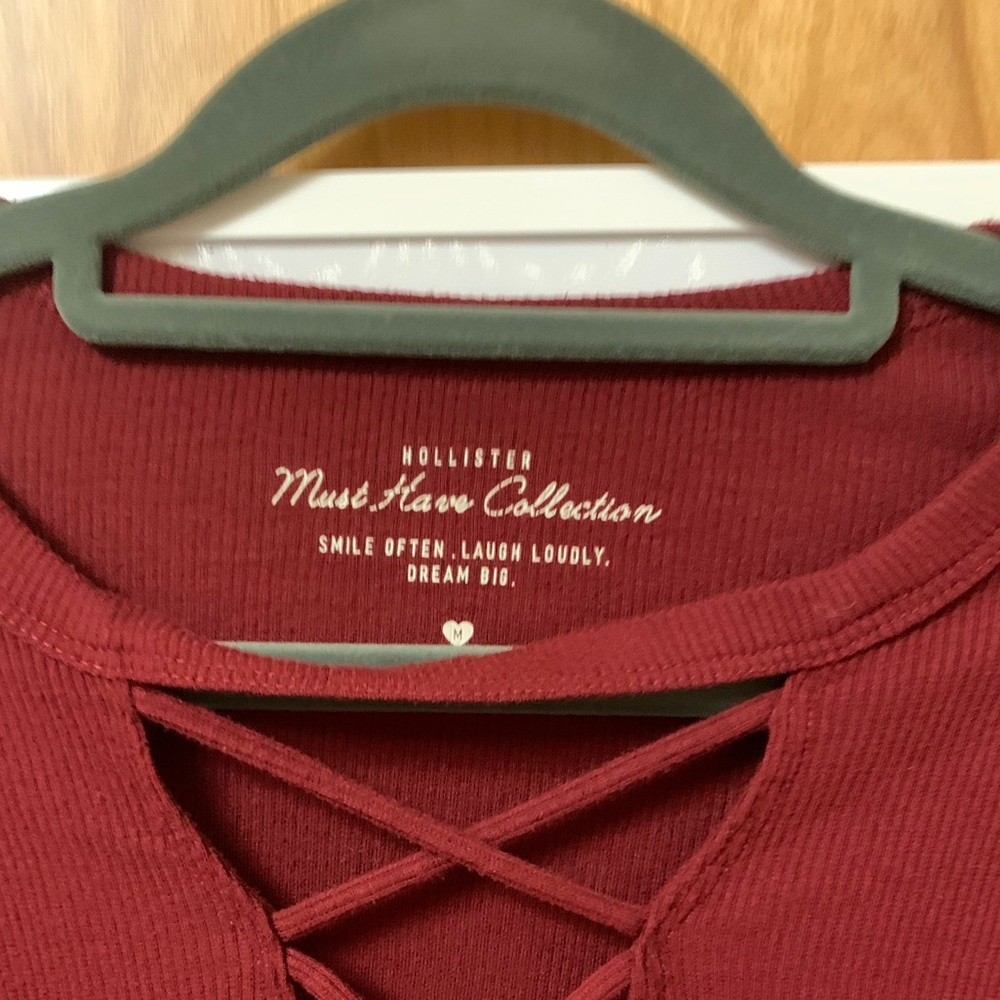 HOLLISTER
Must Have Collection
SMILE OFTEN. LAUGH LOUDLY.
DREAM BIG.
M